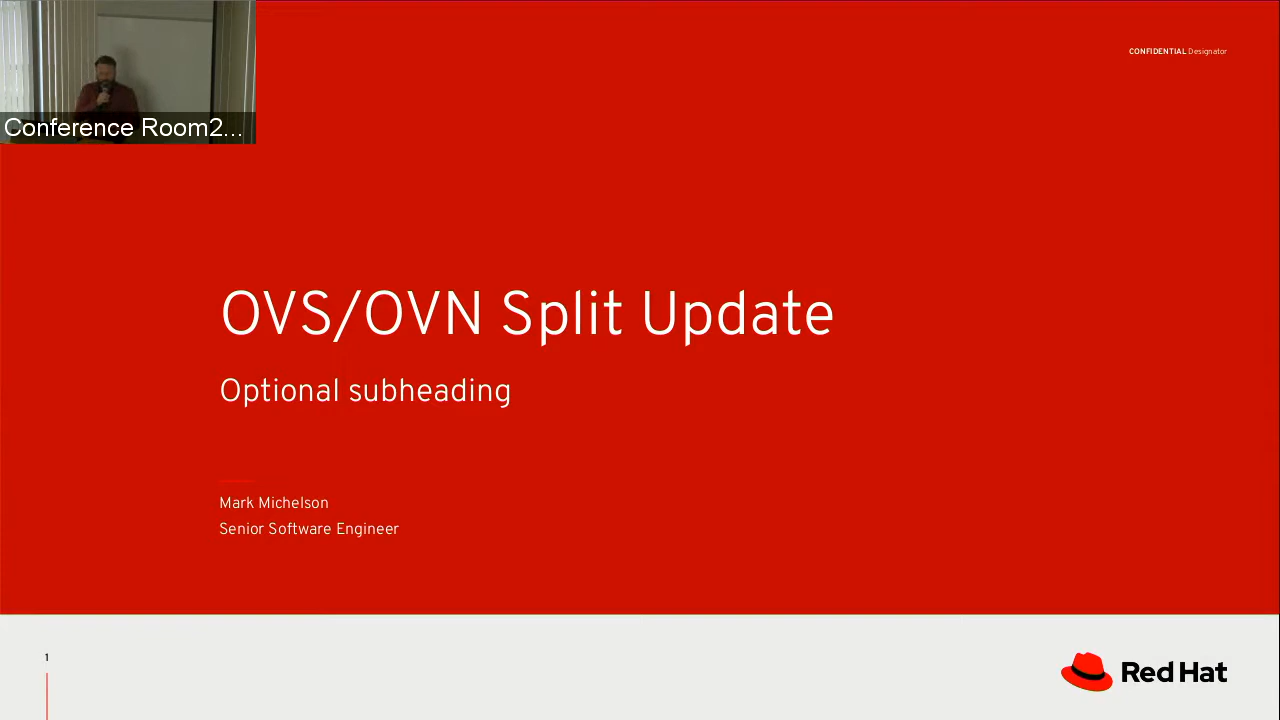 CONFIDENTIAL Designator
Conference Room2...
OVS/OVN Split Update
Optional subheading
Mark Michelson
Senior Software Engineer
1
Red Hat